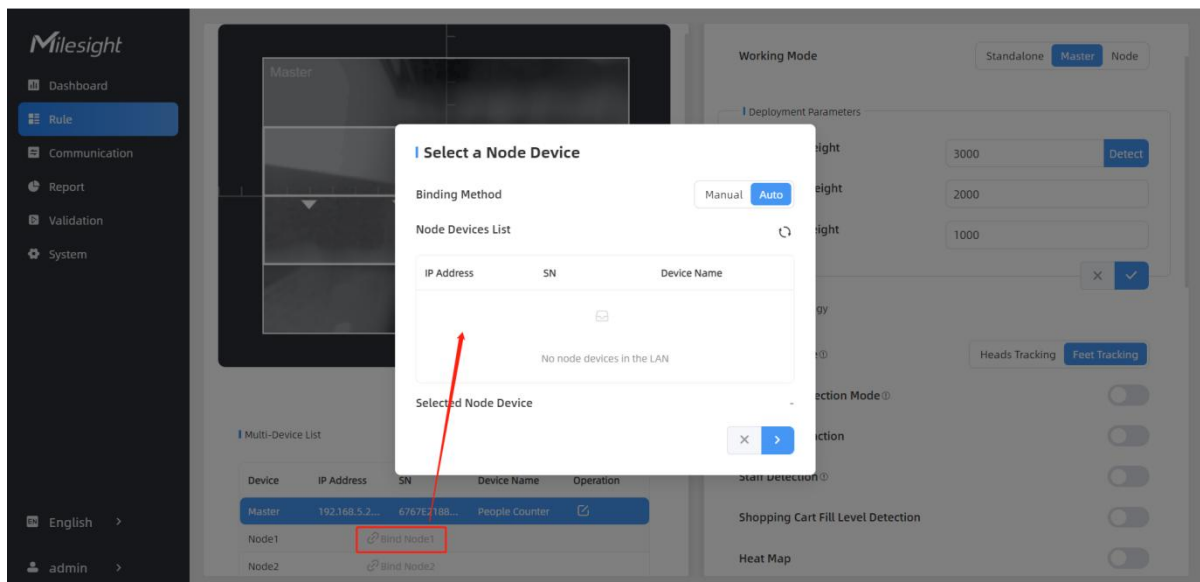 Milesight
Dashboard
Rule
Communication
Report
Validation
System
English
admin
Master
Multi-Device List
Device IP Address SN Device Name Operation
Master 192.168.5.2... 6767E2188... People Counter
Node1 Bind Node1
Node2 Bind Node2
Select a Node Device
Binding Method Manual Auto
Node Devices List
IP Address SN Device Name
No node devices in the LAN
Selected Node Device -
Working Mode Standalone Master Node
Deployment Parameters
eight 3000 Detect
eight 2000
eight 1000
gy
Heads Tracking Feet Tracking
ection Mode
action
Staff Detection
Shopping Cart Fill Level Detection
Heat Map